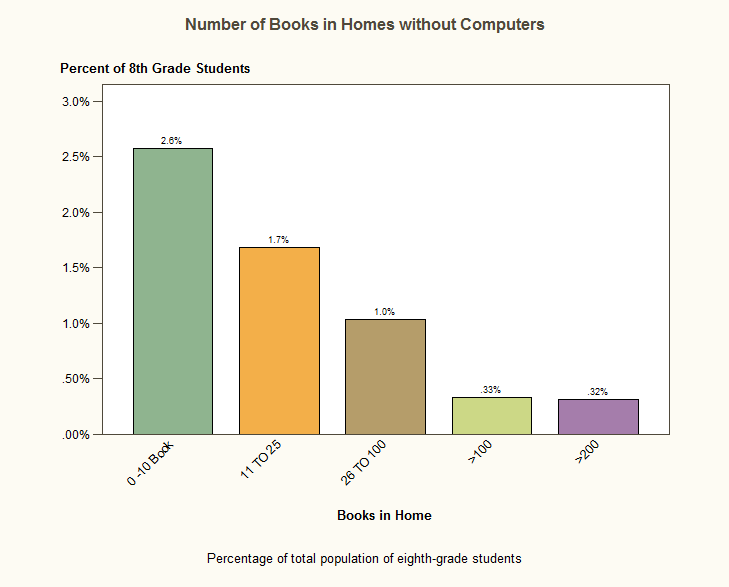 Number of Books in Homes without Computers
Percent of 8th Grade Students
3.0%
2.5%
2.0%
1.5%
1.0%
.50%
.00%
2.6%
1.7%
1.0%
.33%
.32%
0 -10 Book
11 TO 25
26 TO 100
>100
>200
Books in Home
Percentage of total population of eighth-grade students